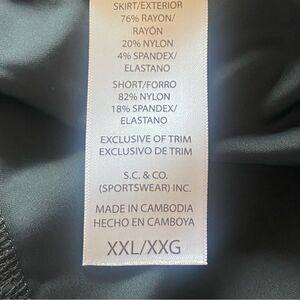 SKIRT/EXTERIOR
76% RAYON/
RAYÓN
20% NYLON
4% SPANDEX/
ELASTANO
SHORT/FORRO
82% NYLON
18% SPANDEX/
ELASTANO
EXCLUSIVE OF TRIM
EXCLUSIVO DE TRIM
S.C. & CO.
(SPORTSWEAR) INC.
MADE IN CAMBODIA
HECHO EN CAMBOYA
XXL/XXG